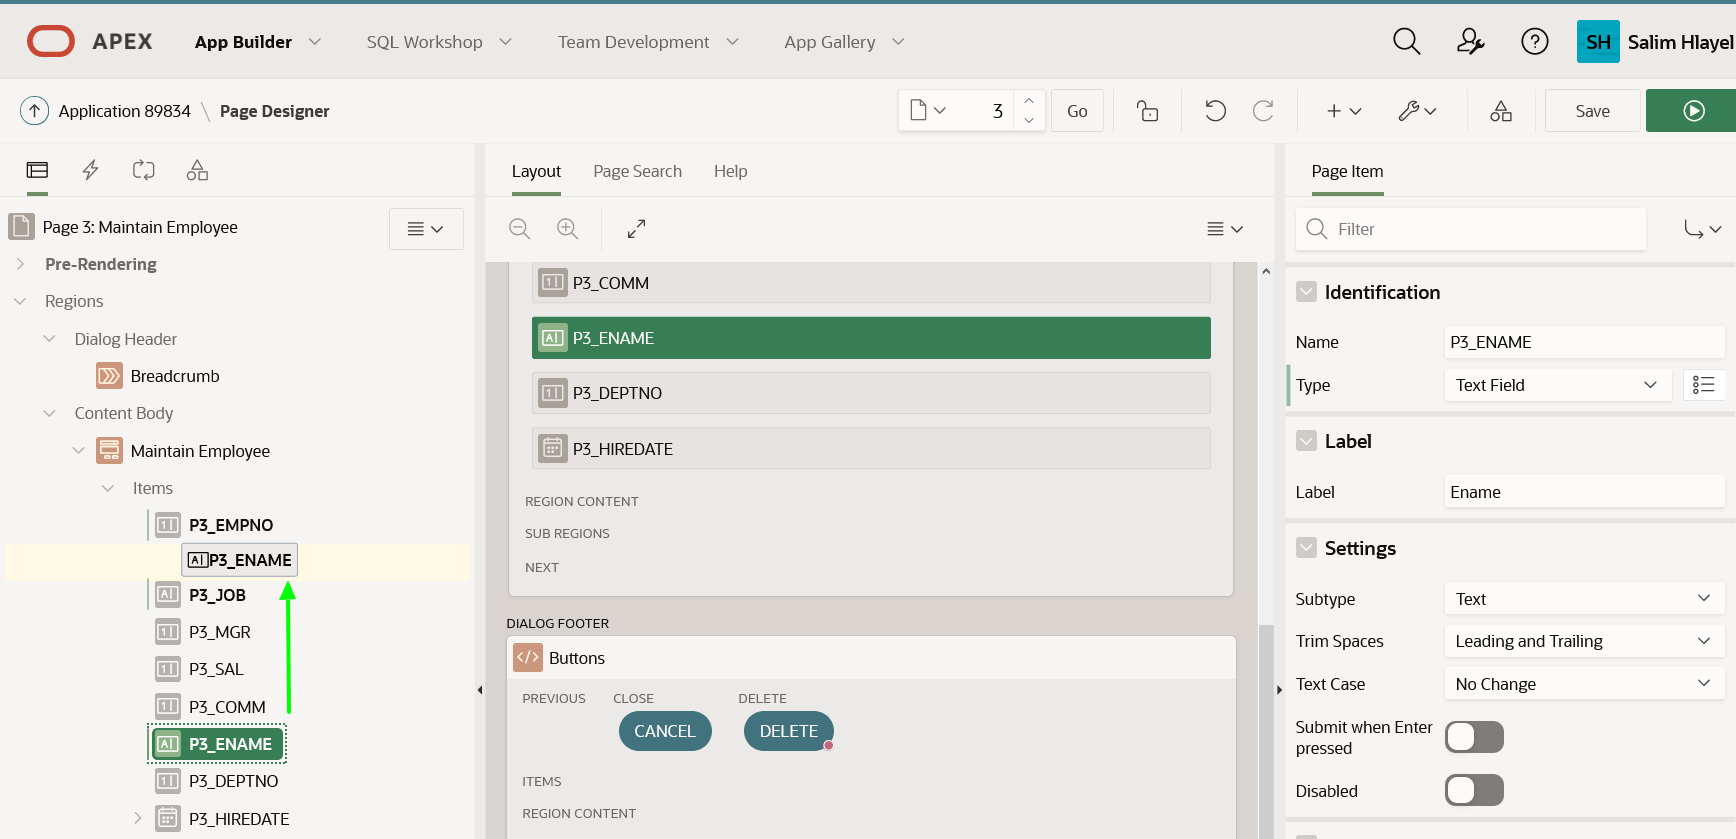 APEX App Builder SQL Workshop Team Development App Gallery SH Salim Hlayel
Application 89834 \ Page Designer 3 Go Save
Layout Page Search Help
Page Item
Page 3: Maintain Employee
Filter
Pre-Rendering
Regions
Dialog Header
Breadcrumb
Content Body
Maintain Employee
Items
P3_EMPNO
P3_ENAME
P3_JOB
P3_MGR
P3_SAL
P3_COMM
P3_ENAME
P3_DEPTNO
P3_HIREDATE
P3_COMM
P3_ENAME
P3_DEPTNO
P3_HIREDATE
REGION CONTENT
SUB REGIONS
NEXT
DIALOG FOOTER
Buttons
PREVIOUS CLOSE DELETE
CANCEL DELETE
ITEMS
REGION CONTENT
Identification
Name P3_ENAME
Type Text Field
Label
Label Ename
Settings
Subtype Text
Trim Spaces Leading and Trailing
Text Case No Change
Submit when Enter
pressed
Disabled